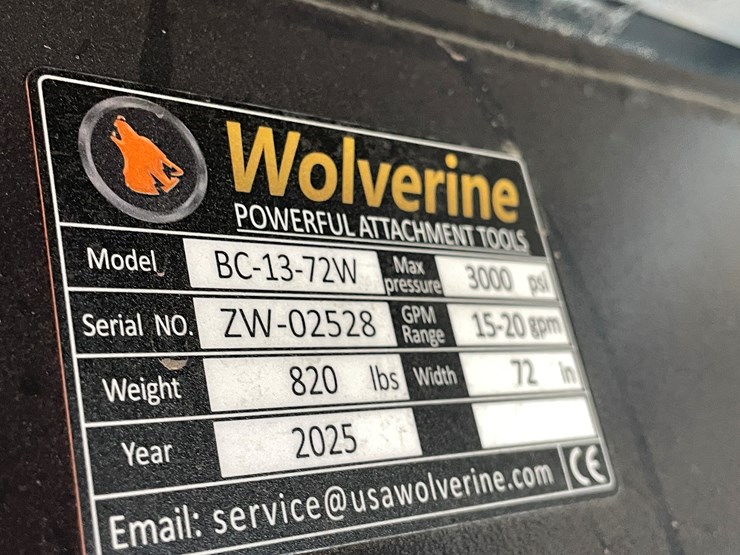 Wolverine
POWERFUL ATTACHMENT TOOLS
Model BC-13-72W Max pressure 3000 psi
Serial NO. ZW-02528 GPM Range 15-20 gpm
Weight 820 lbs Width 72 in
Year 2025
Email: service@usawolverine.com CE